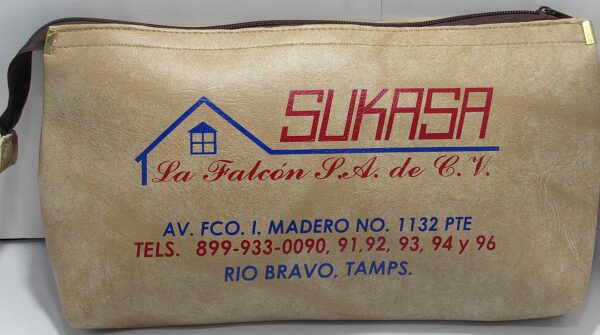 SUKASA
La Falcón S.A. de C.V.
AV. FCO. I. MADERO NO. 1132 PTE
TELS. 899-933-0090, 91,92, 93, 94 y 96
RIO BRAVO, TAMPS.